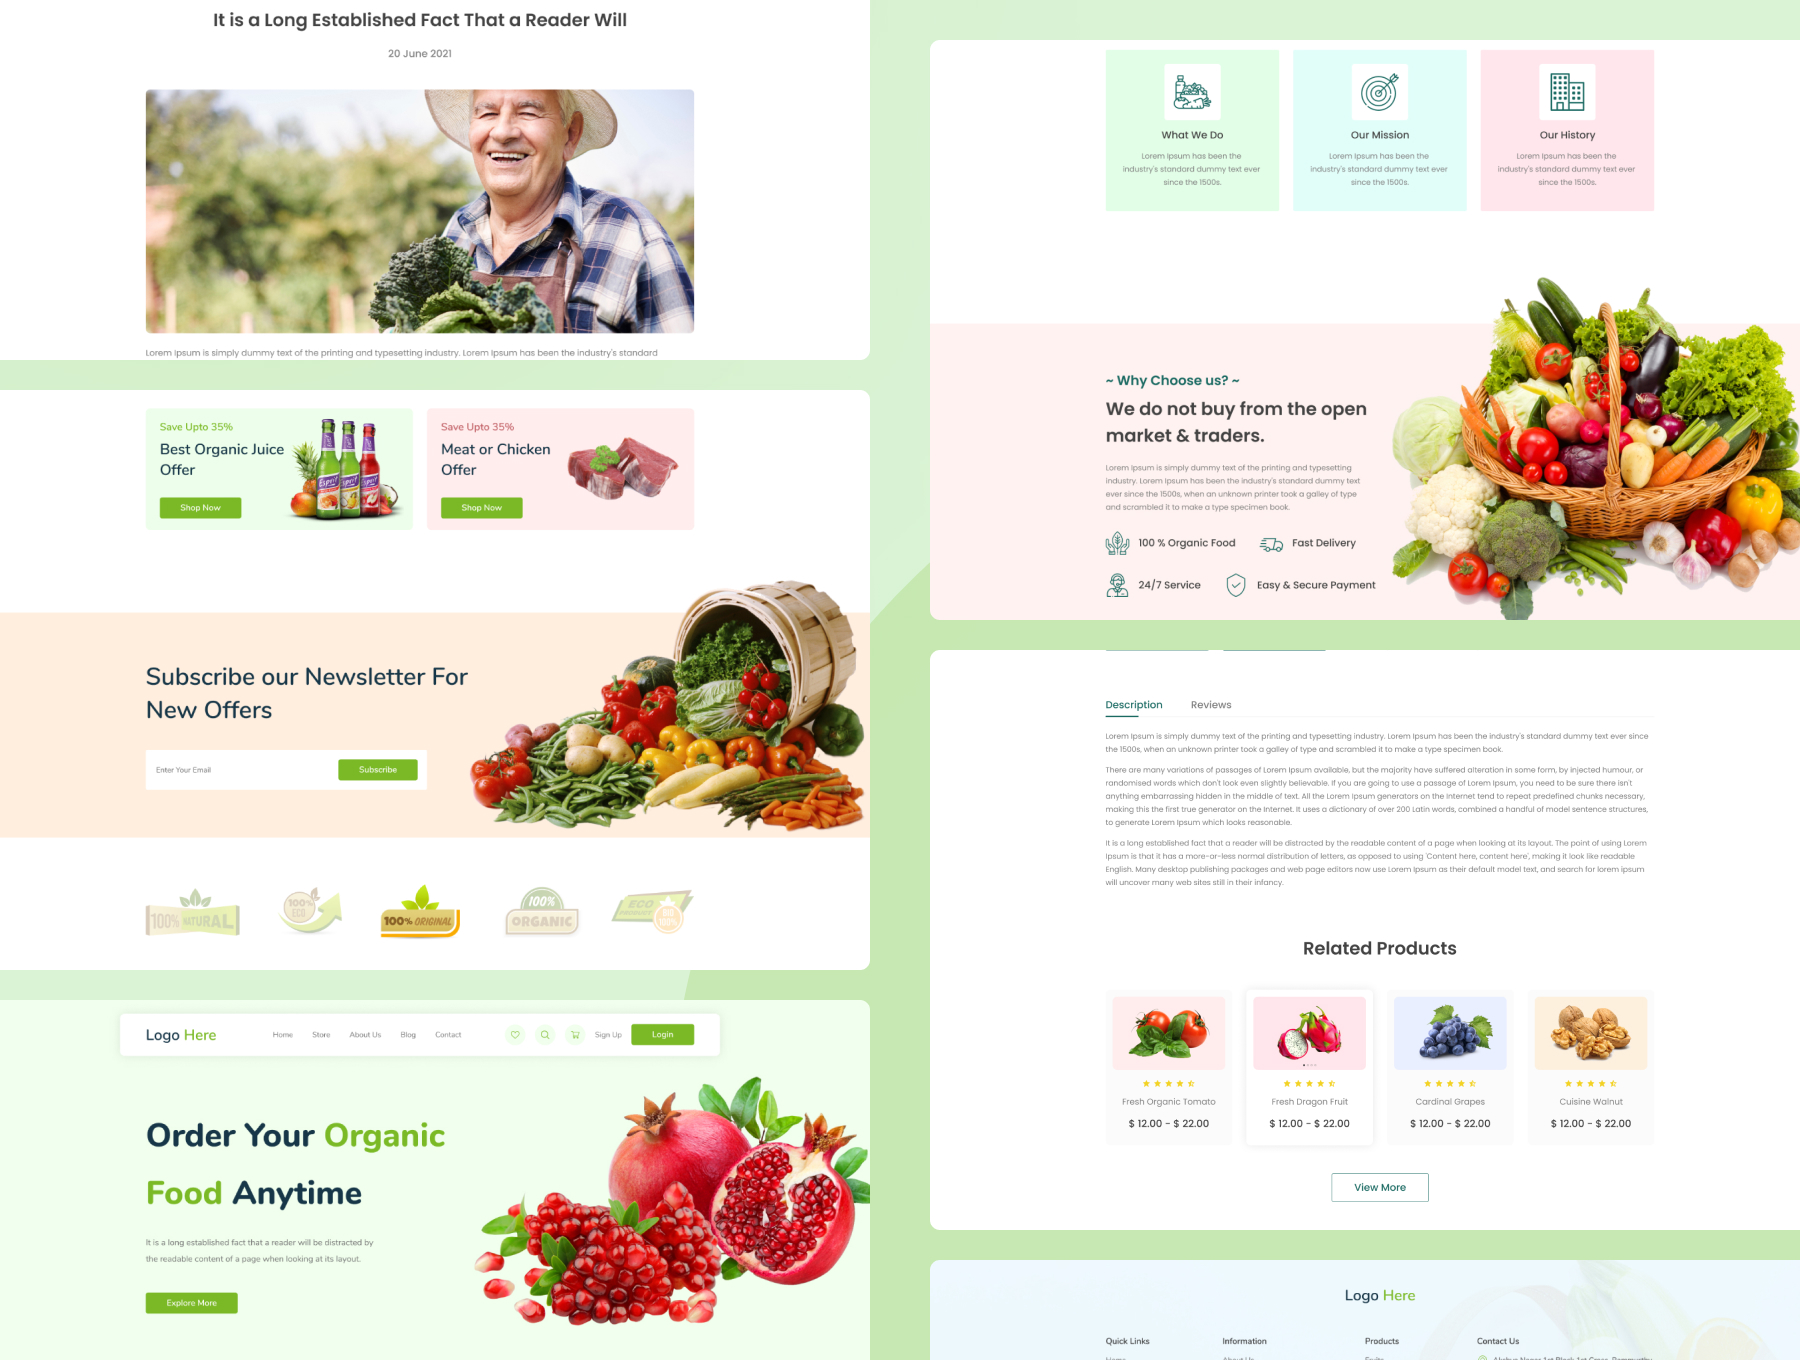 It is a Long Established Fact That a Reader Will
20 June 2021
Lorem Ipsum is simply dummy text of the printing and typesetting industry. Lorem Ipsum has been the industry's standard
Save Upto 35%
Best Organic Juice
Offer
Shop Now
Esprit
Esprit
Esprit
Save Upto 35%
Meat or Chicken
Offer
Shop Now
Subscribe our Newsletter For
New Offers
Enter Your Email
Subscribe
100% NATURAL
100%
ECO
100% ORIGINAL
100%
ORGANIC
ECO
PRODUCT
BIO
100%
Logo Here
Home
Store
About Us
Blog
Contact
Sign Up
Login
Order Your Organic
Food Anytime
It is a long established fact that a reader will be distracted by
the readable content of a page when looking at its layout.
Explore More
What We Do
Lorem Ipsum has been the
industry's standard dummy text ever
since the 1500s.
Our Mission
Lorem Ipsum has been the
industry's standard dummy text ever
since the 1500s.
Our History
Lorem Ipsum has been the
industry's standard dummy text ever
since the 1500s.
~ Why Choose us? ~
We do not buy from the open
market & traders.
Lorem Ipsum is simply dummy text of the printing and typesetting
industry. Lorem Ipsum has been the industry's standard dummy text
ever since the 1500s, when an unknown printer took a galley of type
and scrambled it to make a type specimen book.
100 % Organic Food
Fast Delivery
24/7 Service
Easy & Secure Payment
Description
Reviews
Lorem Ipsum is simply dummy text of the printing and typesetting industry. Lorem Ipsum has been the industry's standard dummy text ever since
the 1500s, when an unknown printer took a galley of type and scrambled it to make a type specimen book.
There are many variations of passages of Lorem Ipsum available, but the majority have suffered alteration in some form, by injected humour, or
randomised words which don't look even slightly believable. If you are going to use a passage of Lorem Ipsum, you need to be sure there isn't
anything embarrassing hidden in the middle of text. All the Lorem Ipsum generators on the Internet tend to repeat predefined chunks necessary,
making this the first true generator on the Internet. It uses a dictionary of over 200 Latin words, combined a handful of model sentence structures,
to generate Lorem Ipsum which looks reasonable.
It is a long established fact that a reader will be distracted by the readable content of a page when looking at its layout. The point of using Lorem
Ipsum is that it has a more-or-less normal distribution of letters, as opposed to using 'Content here, content here', making it look like readable
English. Many desktop publishing packages and web page editors now use Lorem Ipsum as their default model text, and search for lorem ipsum
will uncover many web sites still in their infancy.
Related Products
Fresh Organic Tomato
$ 12.00 - $ 22.00
Fresh Dragon Fruit
$ 12.00 - $ 22.00
Cardinal Grapes
$ 12.00 - $ 22.00
Cuisine Walnut
$ 12.00 - $ 22.00
View More
Logo Here
Quick Links
Information
Products
Contact Us
Home
About Us
Fruits